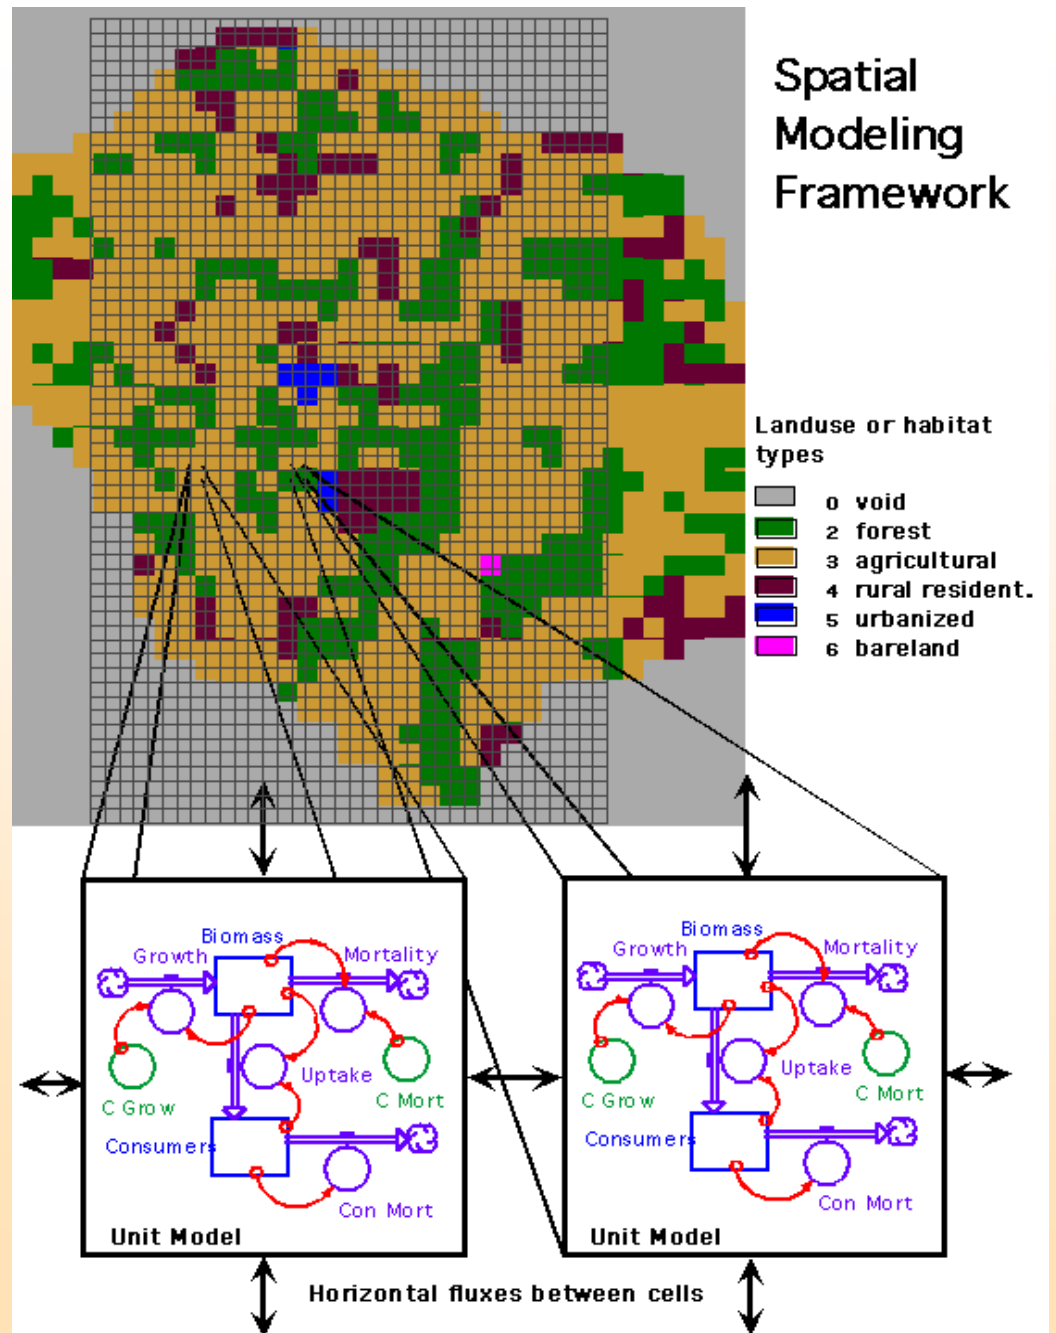 Spatial
Modeling
Framework
Landuse or habitat
types
0 void
2 forest
3 agricultural
4 rural resident.
5 urbanized
6 bareland
Biomass
Growth
Mortality
Uptake
C Grow
C Mort
Consumers
Con Mort
Unit Model
Biomass
Growth
Mortality
Uptake
C Grow
C Mort
Consumers
Con Mort
Unit Model
Horizontal fluxes between cells